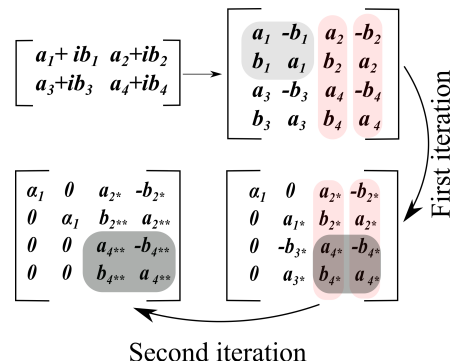 a1+ ib1 a2+ib2
a3+ib3 a4+ib4
a1 -b1 a2 -b2
b1 a1 b2 a2
a3 -b3 a4 -b4
b3 a3 b4 a4
First iteration
α1 0 a2* -b2*
0 α1 b2** a2**
0 0 a4** -b4**
0 0 b4** a4**
α1 0 a2* -b2*
0 a1* b2* a2*
0 -b3* a4* -b4*
0 a3* b4* a4*
Second iteration